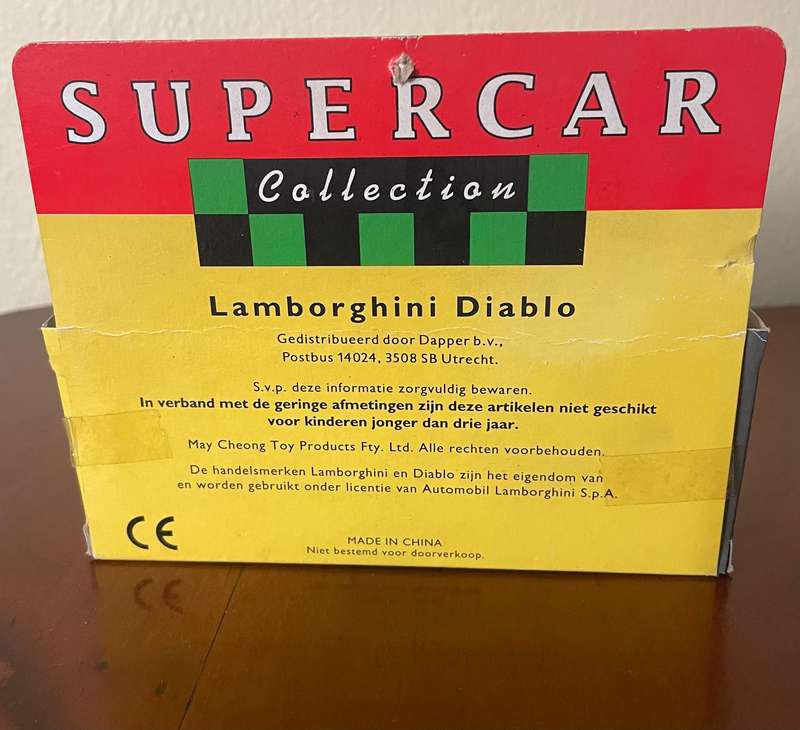 SUPERCAR
Collection
Lamborghini Diablo
Gedistribueerd door Dapper b.v.,
Postbus 14024, 3508 SB Utrecht.
S.v.p. deze informatie zorgvuldig bewaren.
In verband met de geringe afmetingen zijn deze artikelen niet geschikt
voor kinderen jonger dan drie jaar.
May Cheong Toy Products Fty. Ltd. Alle rechten voorbehouden.
De handelsmerken Lamborghini en Diablo zijn het eigendom van
en worden gebruikt onder licentie van Automobil Lamborghini S.p.A.
CE
MADE IN CHINA
Niet bestemd voor doorverkoop.